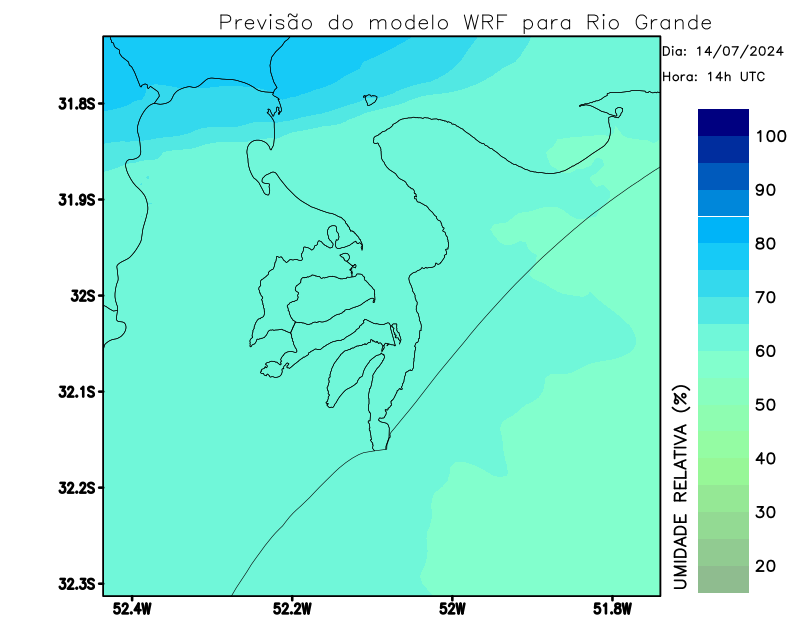 Previsão do modelo WRF para Rio Grande
Dia: 14/07/2024
Hora: 14h UTC
31.8S
31.9S
32S
32.1S
32.2S
32.3S
52.4W
52.2W
52W
51.8W
UMIDADE RELATIVA (%)
100
90
80
70
60
50
40
30
20